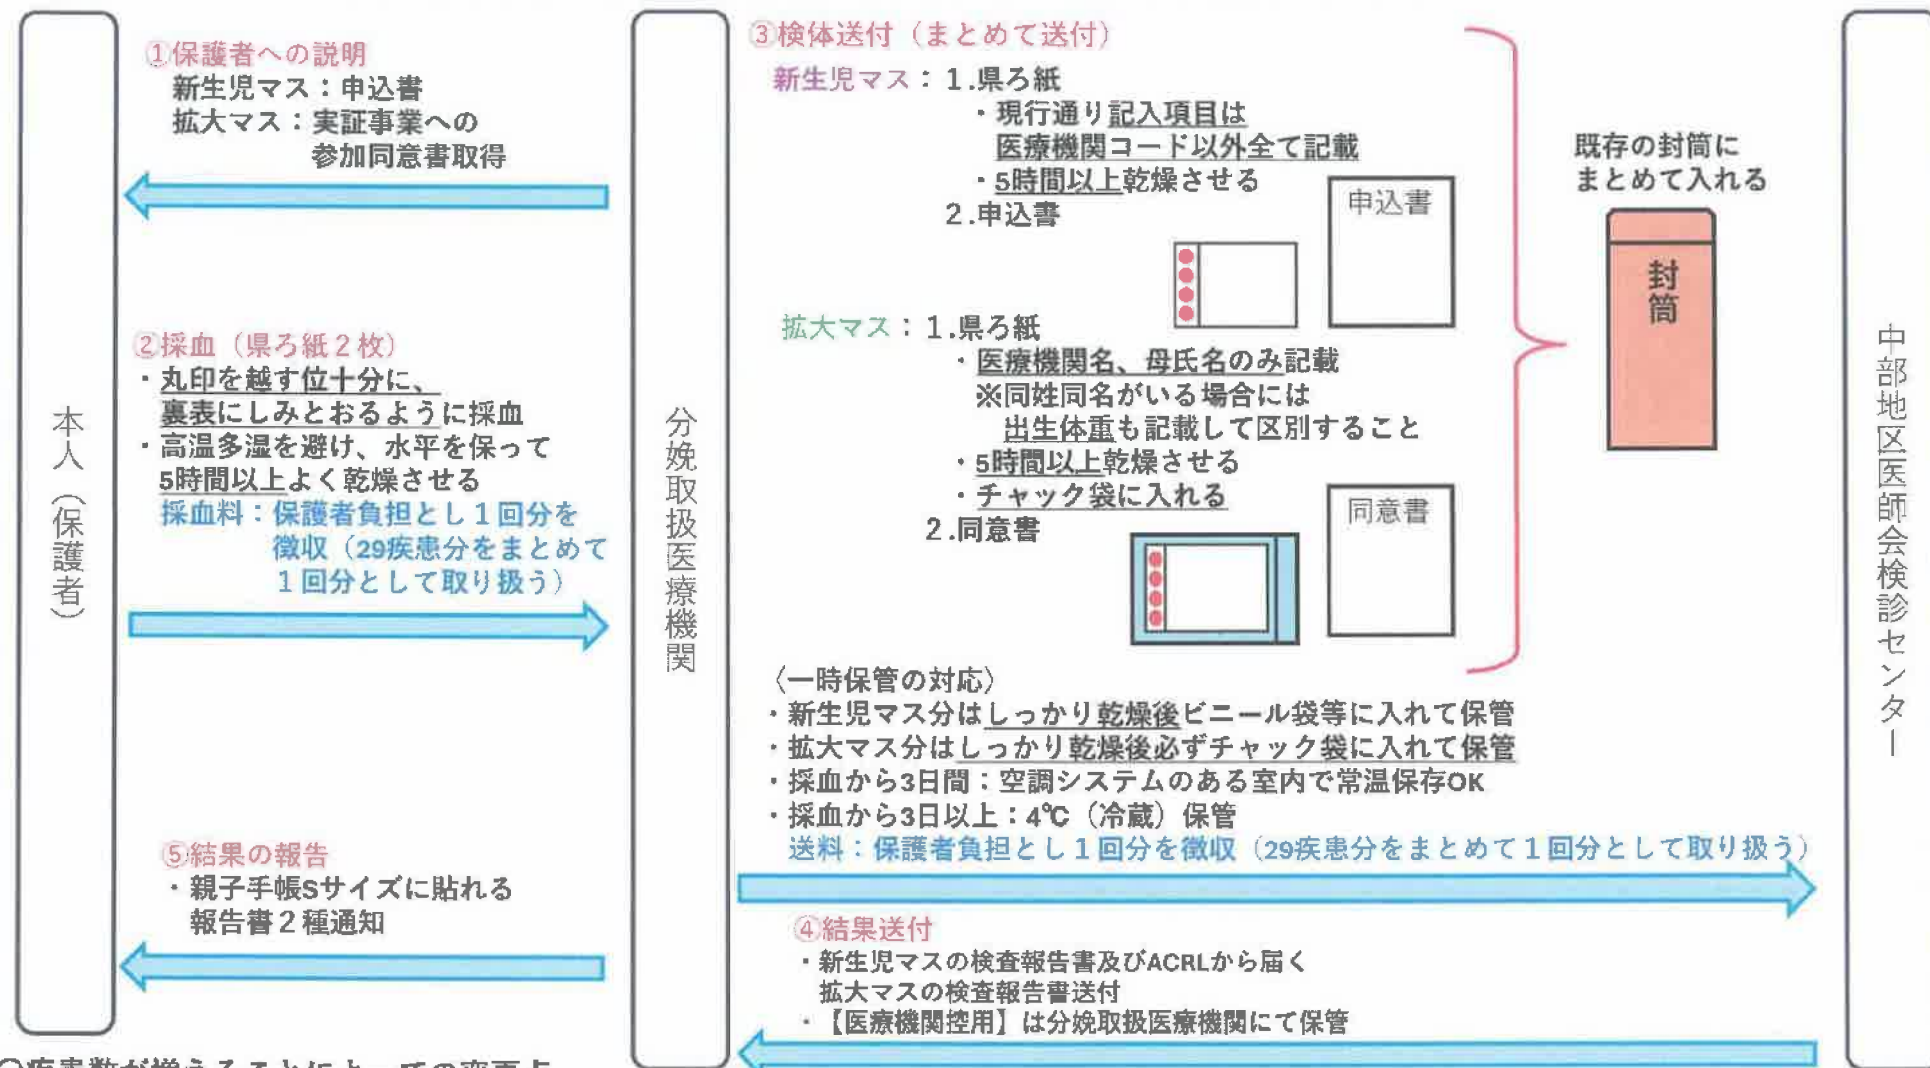 本人（保護者）
①保護者への説明
新生児マス：申込書
拡大マス：実証事業への
参加同意書取得
②採血（県ろ紙２枚）
・丸印を越す位十分に、
裏表にしみとおるように採血
・高温多湿を避け、水平を保って
5時間以上よく乾燥させる
採血料：保護者負担とし１回分を
徴収（29疾患分をまとめて
１回分として取り扱う）
⑤結果の報告
・親子手帳Sサイズに貼れる
報告書２種通知
分娩取扱医療機関
③検体送付（まとめて送付）
新生児マス：１.県ろ紙
・現行通り記入項目は
医療機関コード以外全て記載
・5時間以上乾燥させる
２.申込書
申込書
拡大マス：１.県ろ紙
・医療機関名、母氏名のみ記載
※同姓同名がいる場合には
出生体重も記載して区別すること
・5時間以上乾燥させる
・チャック袋に入れる
２.同意書
同意書
既存の封筒に
まとめて入れる
封筒
〈一時保管の対応〉
・新生児マス分はしっかり乾燥後ビニール袋等に入れて保管
・拡大マス分はしっかり乾燥後必ずチャック袋に入れて保管
・採血から3日間：空調システムのある室内で常温保存OK
・採血から3日以上：4℃（冷蔵）保管
送料：保護者負担とし１回分を徴収（29疾患分をまとめて１回分として取り扱う）
④結果送付
・新生児マスの検査報告書及びACRLから届く
拡大マスの検査報告書送付
・【医療機関控用】は分娩取扱医療機関にて保管
中部地区医師会検診センター
〇疾患数が増えることによっての変更点